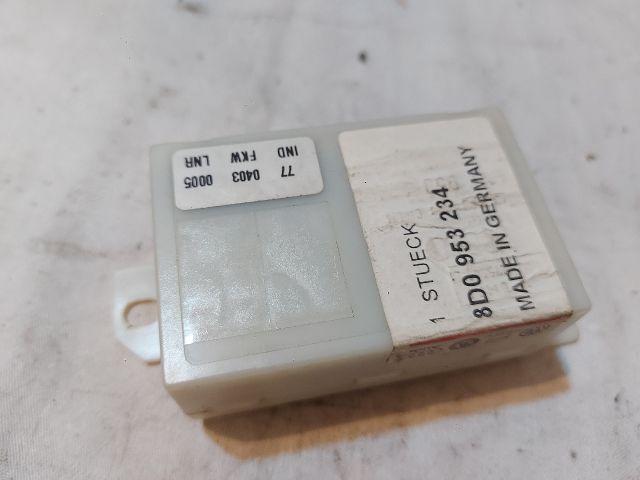 IND FKW LNR
77 0403 0005
1 STUECK
8D0 953 234
MADE IN GERMANY